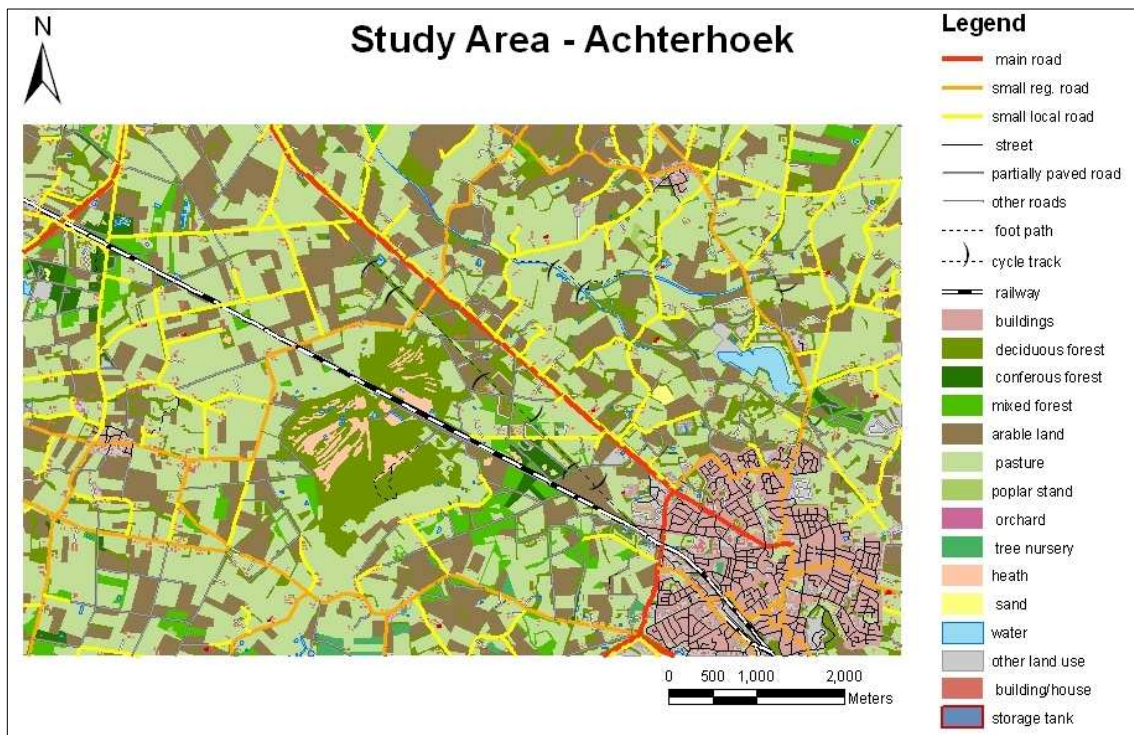 N
Study Area - Achterhoek
Legend
main road
small reg. road
small local road
street
partially paved road
other roads
foot path
cycle track
railway
buildings
deciduous forest
conferous forest
mixed forest
arable land
pasture
poplar stand
orchard
tree nursery
heath
sand
water
other land use
building/house
storage tank
0 500 1,000 2,000
Meters